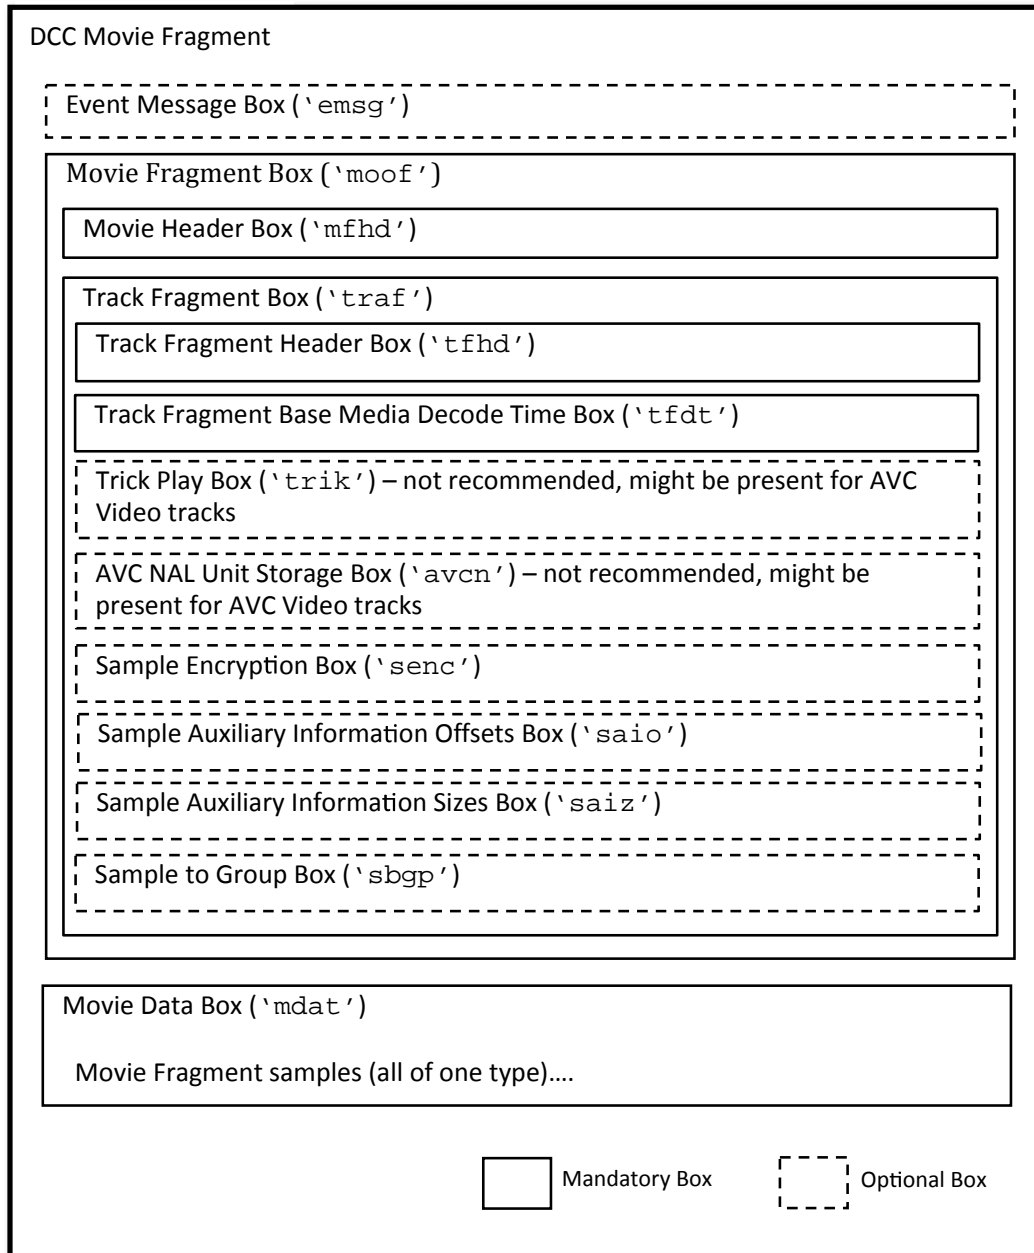 DCC Movie Fragment
Event Message Box (‘emsg’)
Movie Fragment Box (‘moof’)
Movie Header Box (‘mfhd’)
Track Fragment Box (‘traf’)
Track Fragment Header Box (‘tfhd’)
Track Fragment Base Media Decode Time Box (‘tfdt’)
Trick Play Box (‘trik’) – not recommended, might be present for AVC
Video tracks
AVC NAL Unit Storage Box (‘avcn’) – not recommended, might be
present for AVC Video tracks
Sample Encryption Box (‘senc’)
Sample Auxiliary Information Offsets Box (‘saio’)
Sample Auxiliary Information Sizes Box (‘saiz’)
Sample to Group Box (‘sbgp’)
Movie Data Box (‘mdat’)
Movie Fragment samples (all of one type)....
Mandatory Box
Optional Box